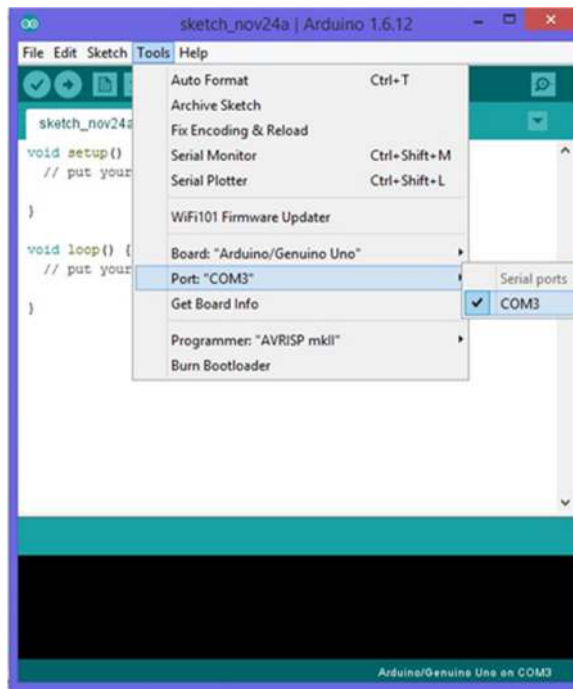 sketch_nov24a | Arduino 1.6.12
File Edit Sketch Tools Help
Auto Format Ctrl+T
Archive Sketch
Fix Encoding & Reload
Serial Monitor Ctrl+Shift+M
Serial Plotter Ctrl+Shift+L
WiFi101 Firmware Updater
Board: "Arduino/Genuino Uno"
Port: "COM3"
Get Board Info
Programmer: "AVRISP mkII"
Burn Bootloader
Serial ports
COM3
sketch_nov24a
void setup()
// put your
}
void loop() {
// put your
}
Arduino/Genuino Uno on COM3